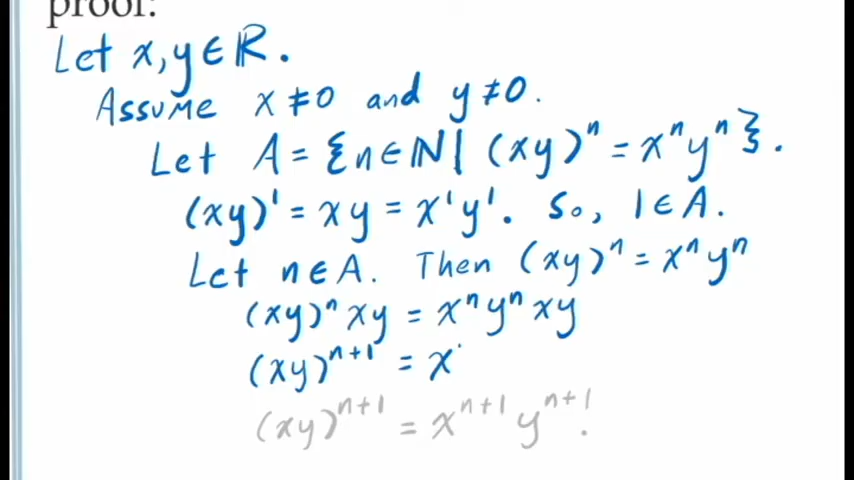 proof:
Let x, y ∈ ℝ.
Assume x ≠ 0 and y ≠ 0.
Let A = {n ∈ ℕ | (xy)ⁿ = xⁿyⁿ}.
(xy)¹ = xy = x¹y¹. So, 1 ∈ A.
Let n ∈ A. Then (xy)ⁿ = xⁿyⁿ
(xy)ⁿxy = xⁿyⁿxy
(xy)ⁿ⁺¹ = x
(xy)ⁿ⁺¹ = xⁿ⁺¹yⁿ⁺¹.